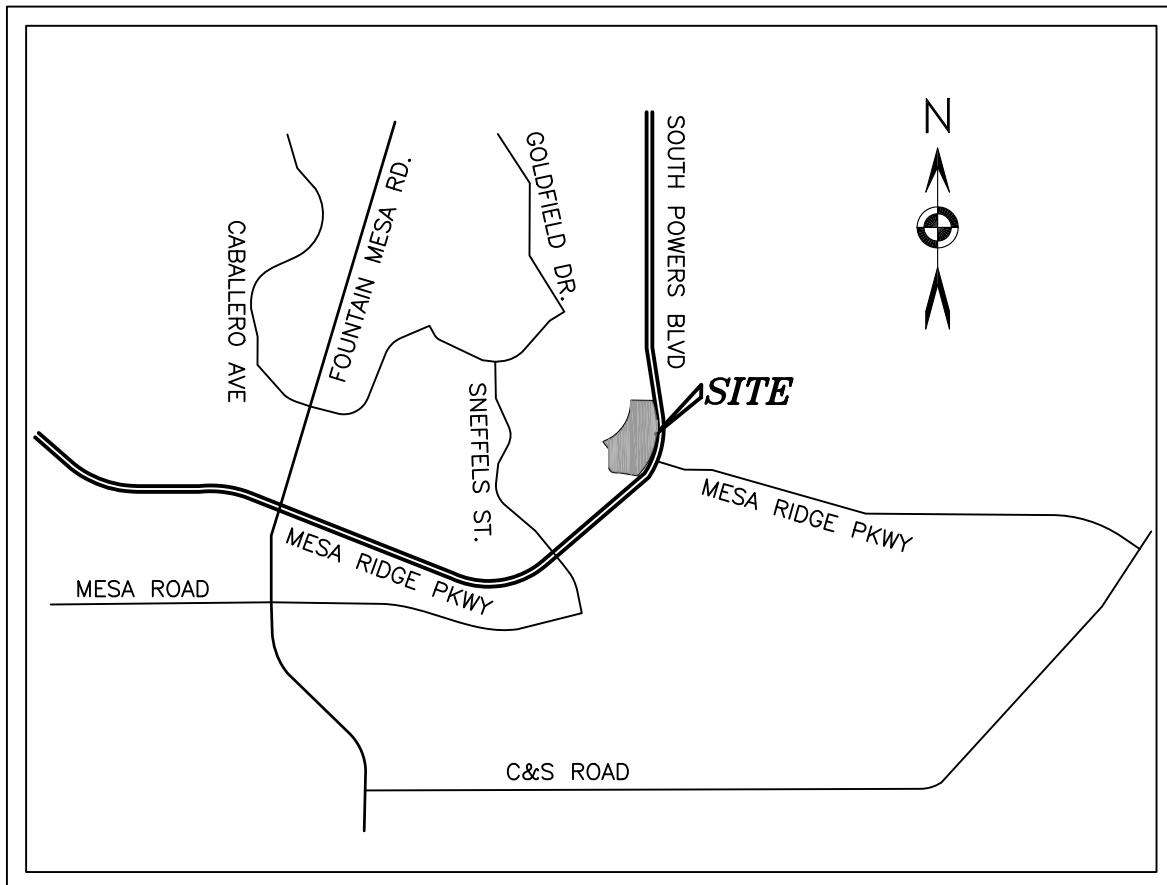 N
SOUTH POWERS BLVD
GOLDFIELD DR.
FOUNTAIN MESA RD.
CABALLERO AVE
SITE
SNEFFELS ST.
MESA RIDGE PKWY
MESA RIDGE PKWY
MESA ROAD
C&S ROAD